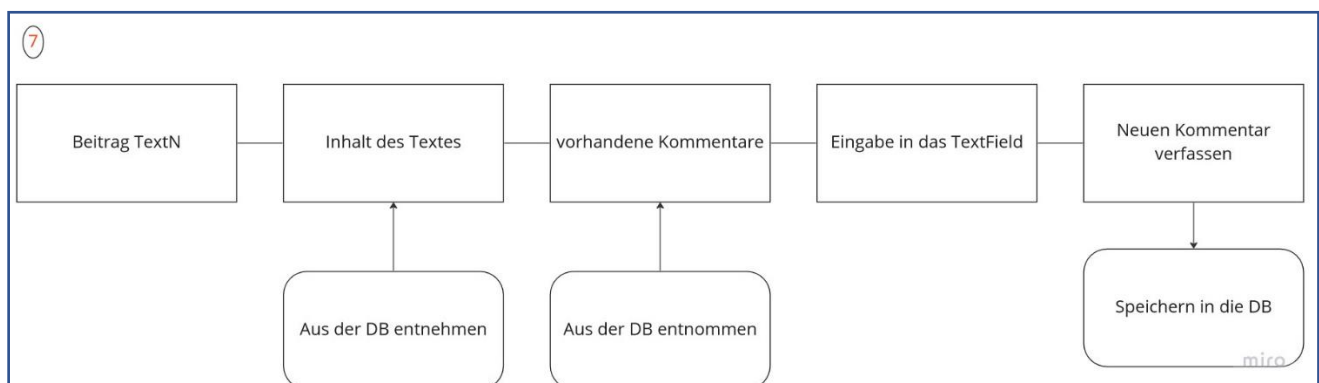 7
Beitrag TextN
Inhalt des Textes
vorhandene Kommentare
Eingabe in das TextField
Neuen Kommentar
verfassen
Aus der DB entnehmen
Aus der DB entnommen
Speichern in die DB
miro